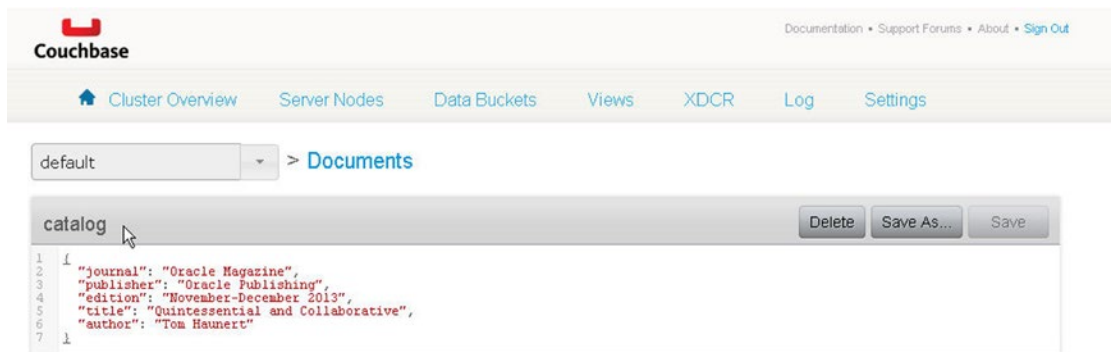 Couchbase
Documentation • Support Forums • About • Sign Out
Cluster Overview Server Nodes Data Buckets Views XDCR Log Settings
default > Documents
catalog Delete Save As... Save
1 {
2 "journal": "Oracle Magazine",
3 "publisher": "Oracle Publishing",
4 "edition": "November-December 2013",
5 "title": "Quintessential and Collaborative",
6 "author": "Tom Haunert"
7 }